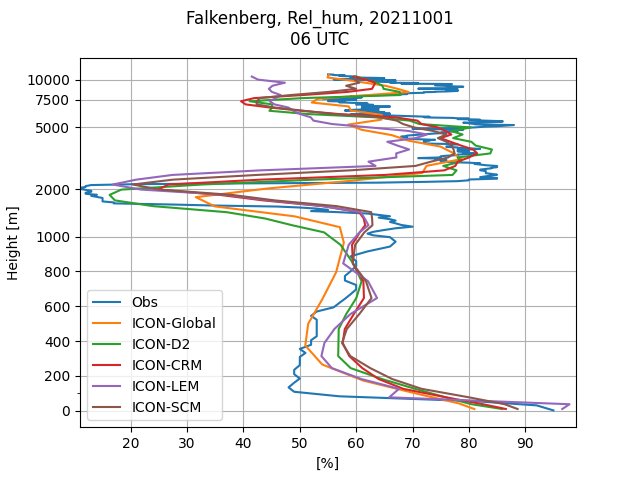 Falkenberg, Rel_hum, 20211001
06 UTC
10000
7500
5000
2000
1000
800
600
400
200
0
Height [m]
Obs
ICON-Global
ICON-D2
ICON-CRM
ICON-LEM
ICON-SCM
20 30 40 50 60 70 80 90
[%]